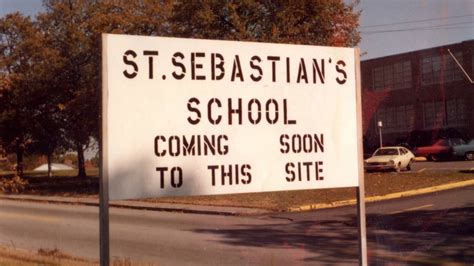 ST. SEBASTIAN'S
SCHOOL
COMING SOON
TO THIS SITE